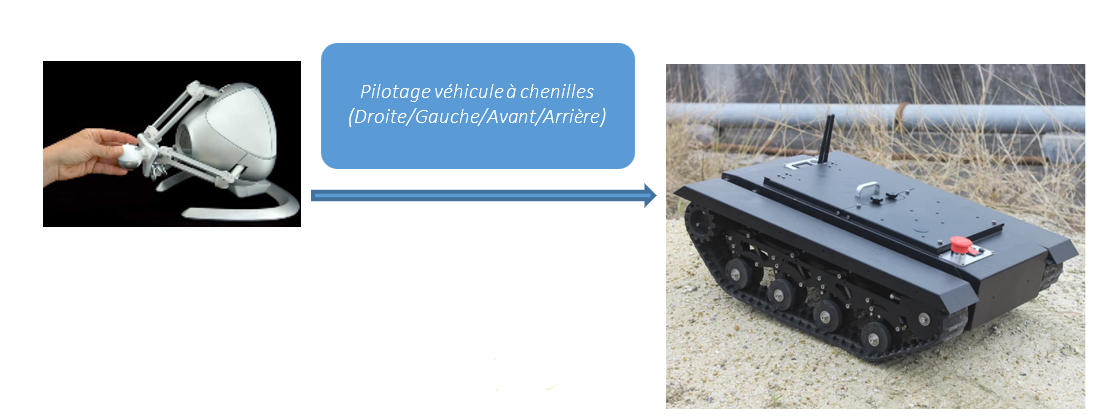 Pilotage véhicule à chenilles
(Droite/Gauche/Avant/Arrière)